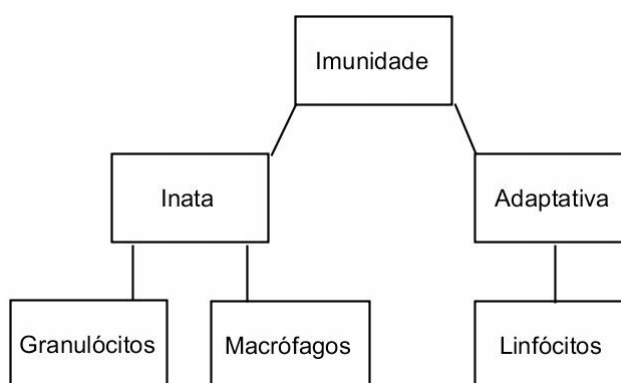 Imunidade
Inata
Adaptativa
Granulócitos
Macrófagos
Linfócitos